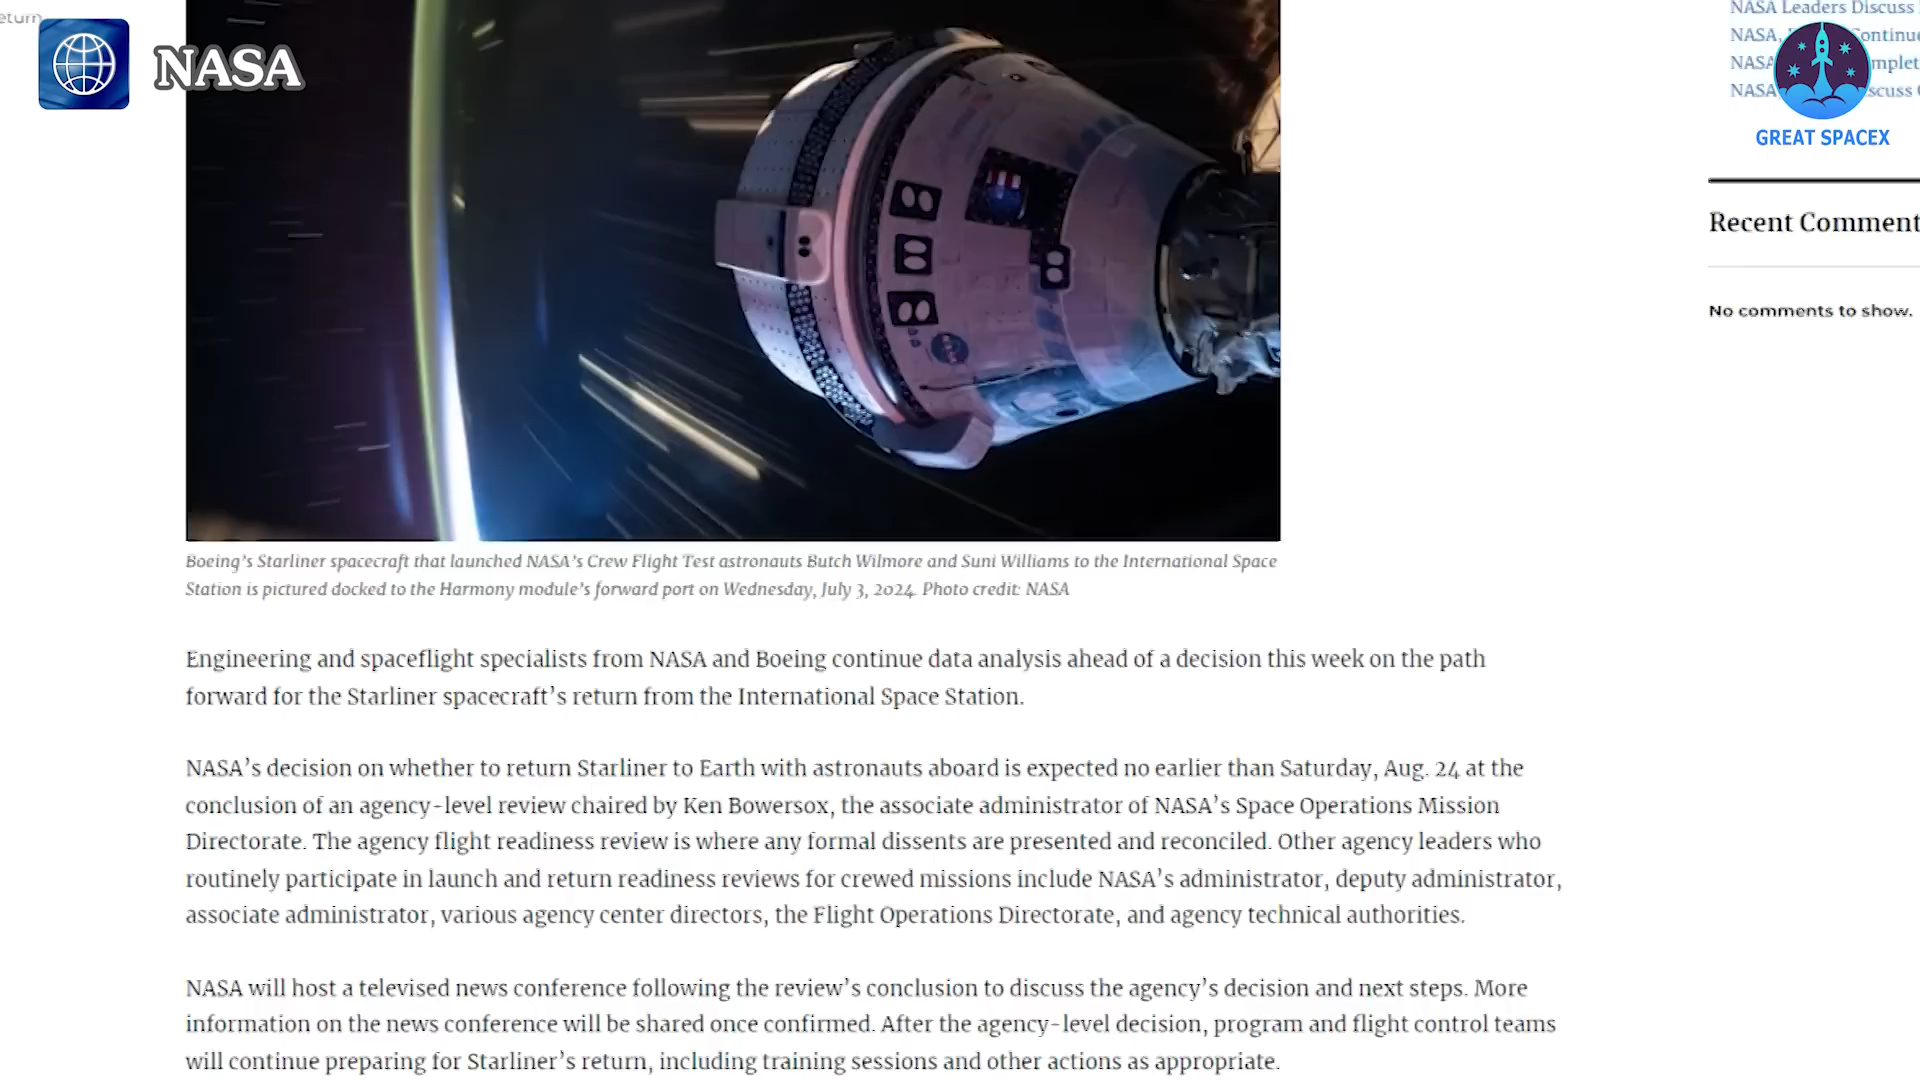 eturn
NASA
NASA Leaders Discuss
NASA,
Continue
NASA
mplet
NASA
scuss
GREAT SPACEX
Recent Comment
No comments to show.
Boeing’s Starliner spacecraft that launched NASA’s Crew Flight Test astronauts Butch Wilmore and Suni Williams to the International Space
Station is pictured docked to the Harmony module’s forward port on Wednesday, July 3, 2024. Photo credit: NASA
Engineering and spaceflight specialists from NASA and Boeing continue data analysis ahead of a decision this week on the path
forward for the Starliner spacecraft’s return from the International Space Station.
NASA’s decision on whether to return Starliner to Earth with astronauts aboard is expected no earlier than Saturday, Aug. 24 at the
conclusion of an agency-level review chaired by Ken Bowersox, the associate administrator of NASA’s Space Operations Mission
Directorate. The agency flight readiness review is where any formal dissents are presented and reconciled. Other agency leaders who
routinely participate in launch and return readiness reviews for crewed missions include NASA’s administrator, deputy administrator,
associate administrator, various agency center directors, the Flight Operations Directorate, and agency technical authorities.
NASA will host a televised news conference following the review’s conclusion to discuss the agency’s decision and next steps. More
information on the news conference will be shared once confirmed. After the agency-level decision, program and flight control teams
will continue preparing for Starliner’s return, including training sessions and other actions as appropriate.